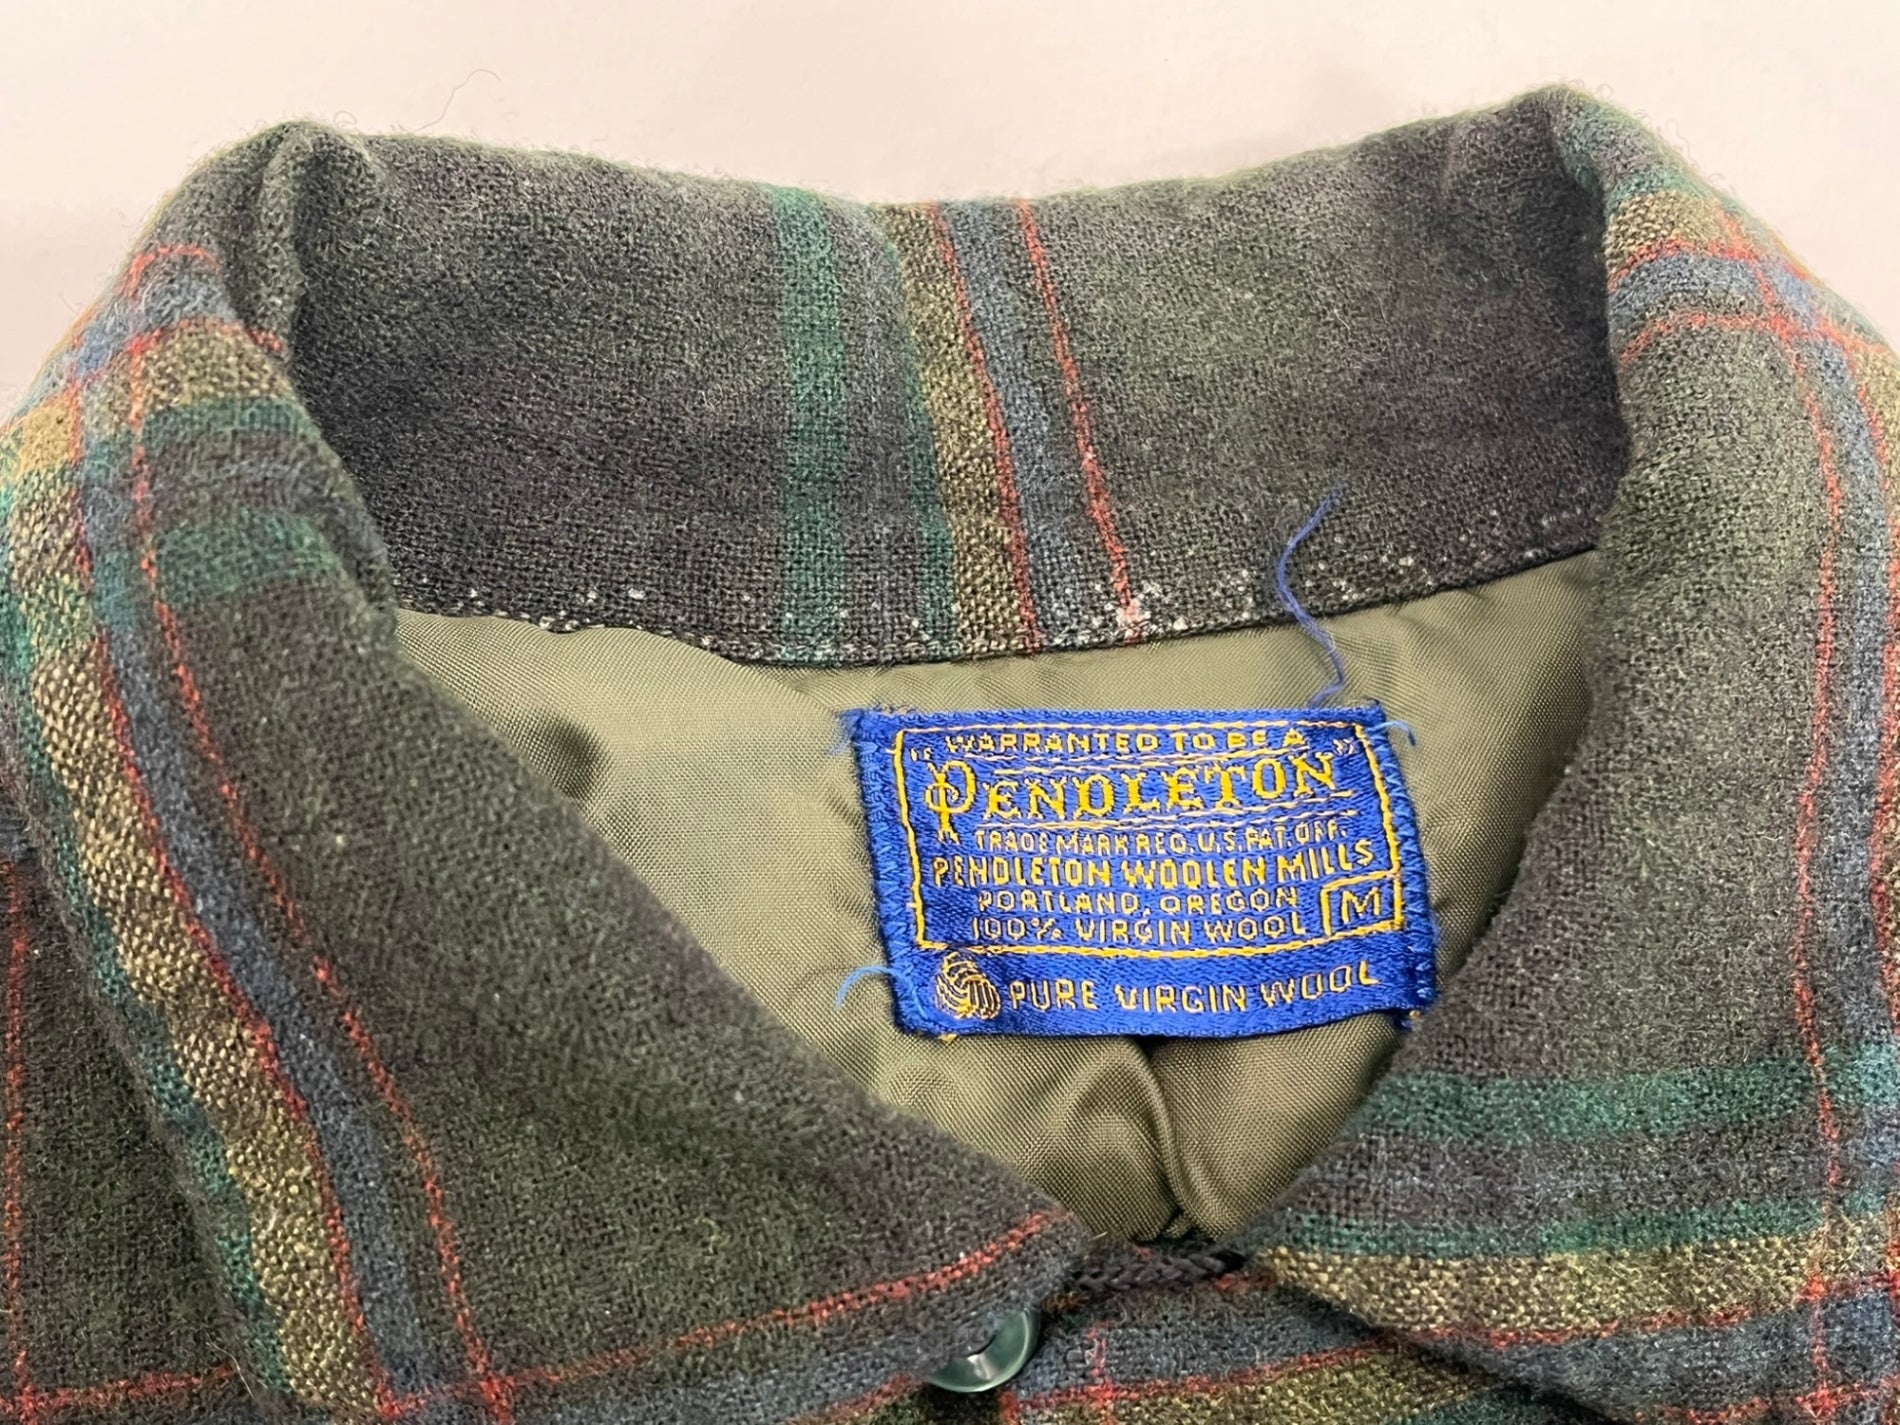 "WARRANTED TO BE A
PENDLETON"
TRADE MARK REG. U.S. PAT. OFF.
PENDLETON WOOLEN MILLS
PORTLAND, OREGON
100% VIRGIN WOOL M
PURE VIRGIN WOOL